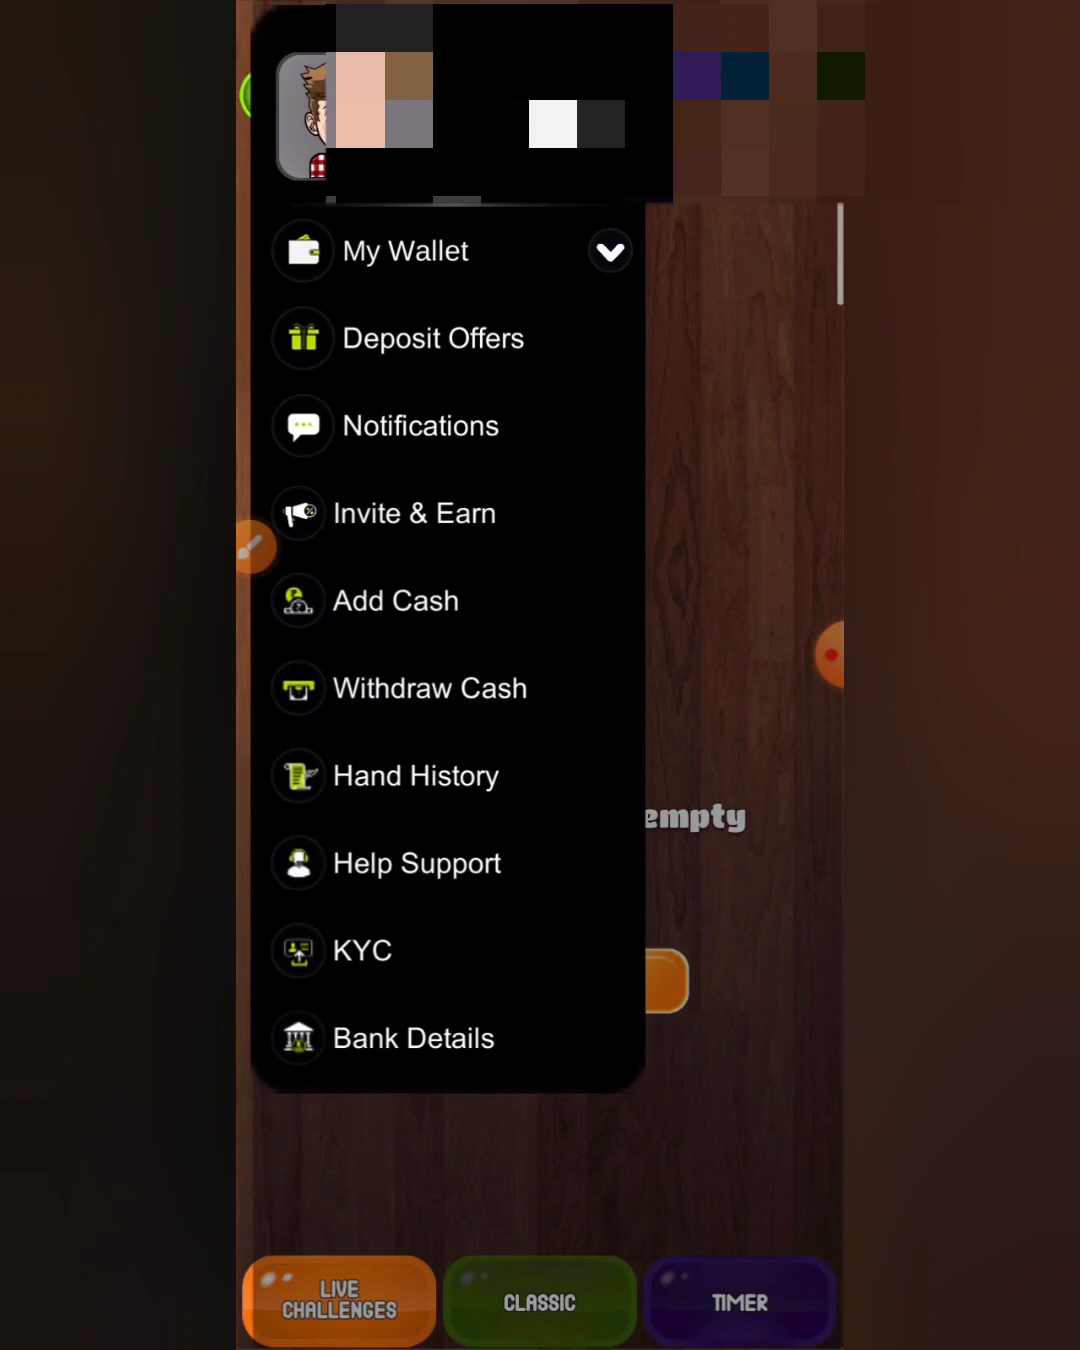 My Wallet
Deposit Offers
Notifications
Invite & Earn
Add Cash
Withdraw Cash
Hand History
empty
Help Support
KYC
Bank Details
LIVE
CHALLENGES
CLASSIC
TIMER